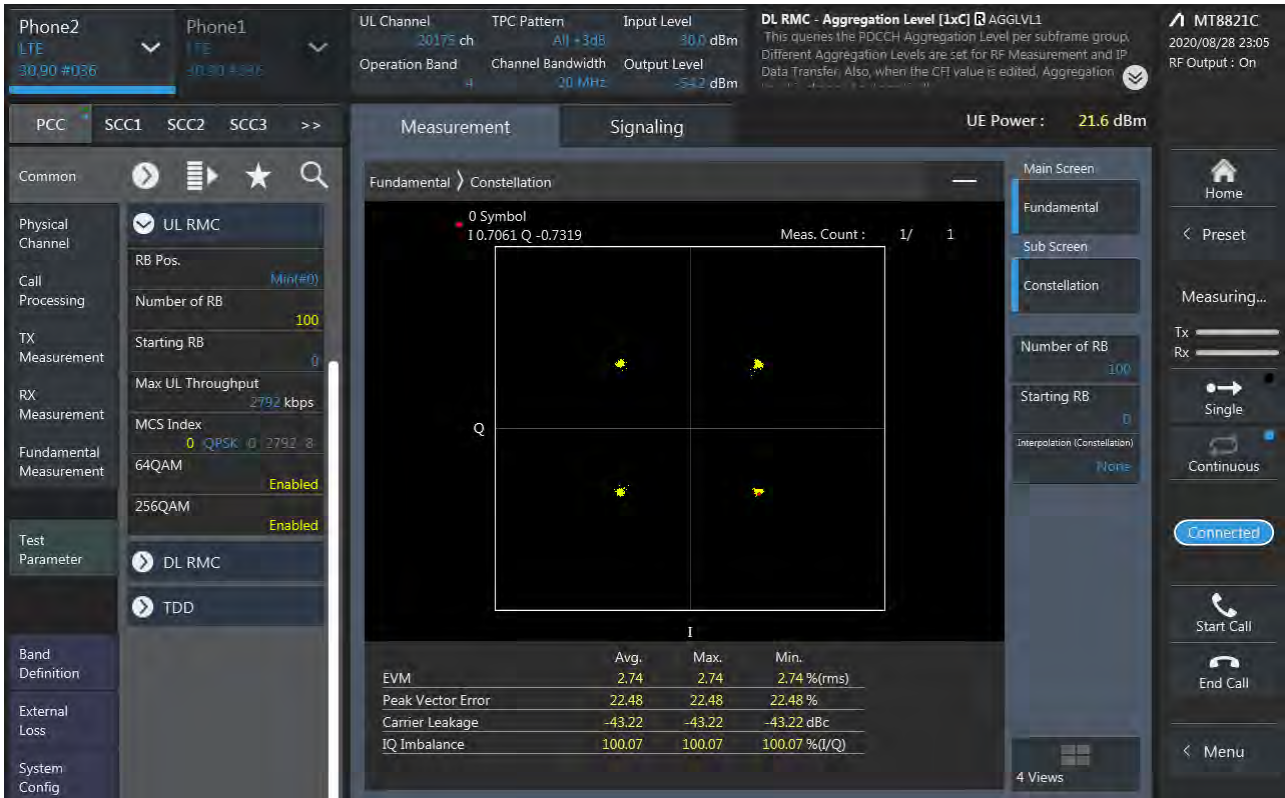 Phone2
LTE
30.90 #036
Phone1
LTE
UL Channel
20175 ch
TPC Pattern
All +3dB
Input Level
30.0 dBm
Operation Band
4
Channel Bandwidth
20 MHz
Output Level
-54.2 dBm
DL RMC - Aggregation Level [1xC] R AGGLVL1
This queries the PDCCH Aggregation Level per subframe group.
Different Aggregation Levels are set for RF Measurement and IP
Data Transfer. Also, when the CFI value is edited, Aggregation
MT8821C
2020/08/28 23:05
RF Output : On
PCC SCC1 SCC2 SCC3 >>
Measurement
Signaling
UE Power : 21.6 dBm
Common
Physical
Channel
Call
Processing
TX
Measurement
RX
Measurement
Fundamental
Measurement
Test
Parameter
Band
Definition
External
Loss
System
Config
UL RMC
RB Pos.
Min(#0)
Number of RB
100
Starting RB
0
Max UL Throughput
2792 kbps
MCS Index
0 QPSK 0 2792 8
64QAM
Enabled
256QAM
Enabled
DL RMC
TDD
Fundamental 〉 Constellation
0 Symbol
I 0.7061 Q -0.7319
Meas. Count : 1/ 1
Q
I
Avg. Max. Min.
EVM 2.74 2.74 2.74 %(rms)
Peak Vector Error 22.48 22.48 22.48 %
Carrier Leakage -43.22 -43.22 -43.22 dBc
IQ Imbalance 100.07 100.07 100.07 %(I/Q)
Main Screen
Fundamental
Sub Screen
Constellation
Number of RB
100
Starting RB
0
Interpolation (Constellation)
None
4 Views
Home
< Preset
Measuring...
Tx
Rx
Single
Continuous
Connected
Start Call
End Call
< Menu